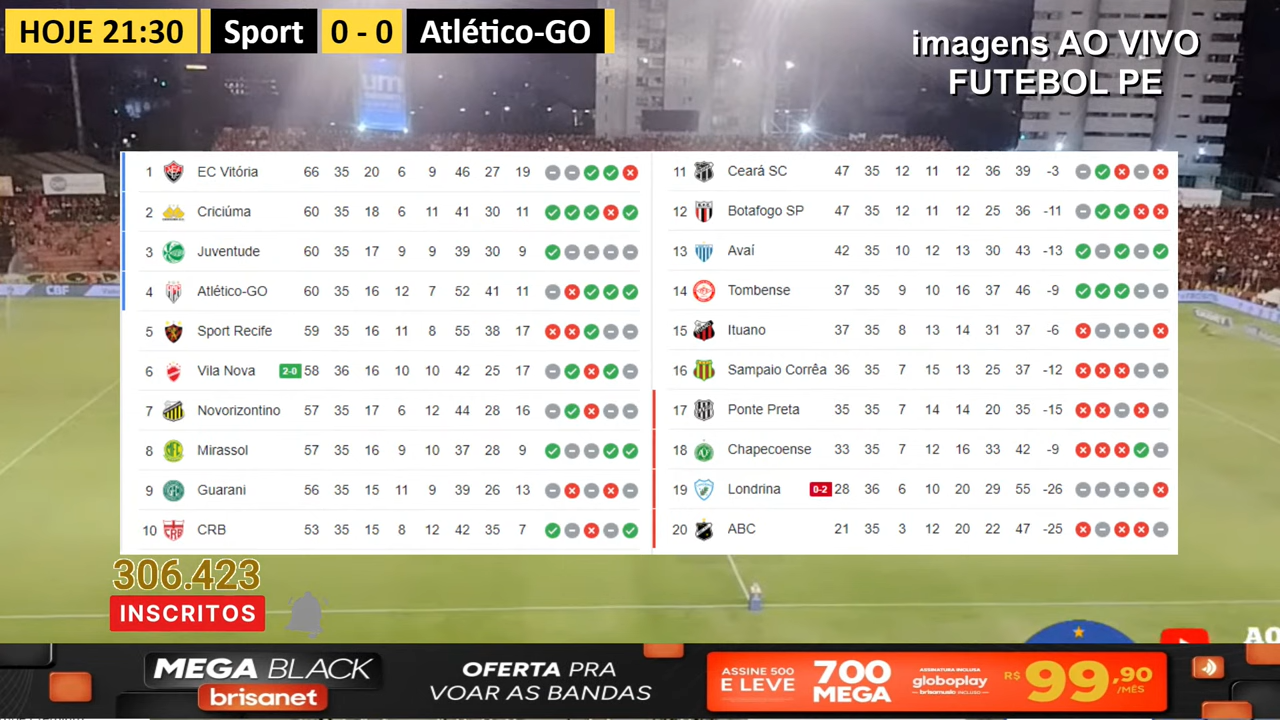 HOJE 21:30 Sport 0 - 0 Atlético-GO
imagens AO VIVO
FUTEBOL PE
um
CBF
1 EC Vitória 66 35 20 6 9 46 27 19
2 Criciúma 60 35 18 6 11 41 30 11
3 Juventude 60 35 17 9 9 39 30 9
4 Atlético-GO 60 35 16 12 7 52 41 11
5 Sport Recife 59 35 16 11 8 55 38 17
6 Vila Nova 2-0 58 36 16 10 10 42 25 17
7 Novorizontino 57 35 17 6 12 44 28 16
8 Mirassol 57 35 16 9 10 37 28 9
9 Guarani 56 35 15 11 9 39 26 13
10 CRB 53 35 15 8 12 42 35 7
11 Ceará SC 47 35 12 11 12 36 39 -3
12 Botafogo SP 47 35 12 11 12 25 36 -11
13 Avaí 42 35 10 12 13 30 43 -13
14 Tombense 37 35 9 10 16 37 46 -9
15 Ituano 37 35 8 13 14 31 37 -6
16 Sampaio Corrêa 36 35 7 15 13 25 37 -12
17 Ponte Preta 35 35 7 14 14 20 35 -15
18 Chapecoense 33 35 7 12 16 33 42 -9
19 Londrina 0-2 28 36 6 10 20 29 55 -26
20 ABC 21 35 3 12 20 22 47 -25
306.423
INSCRITOS
AO
MEGA BLACK
brisanet
OFERTA PRA
VOAR AS BANDAS
ASSINE 500
E LEVE
700
MEGA
ASSINATURA INCLUSA
globoplay
R$ 99,90
/MÊS